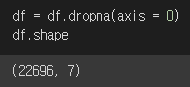 df = df.dropna(axis = 0)
df.shape
(22696, 7)